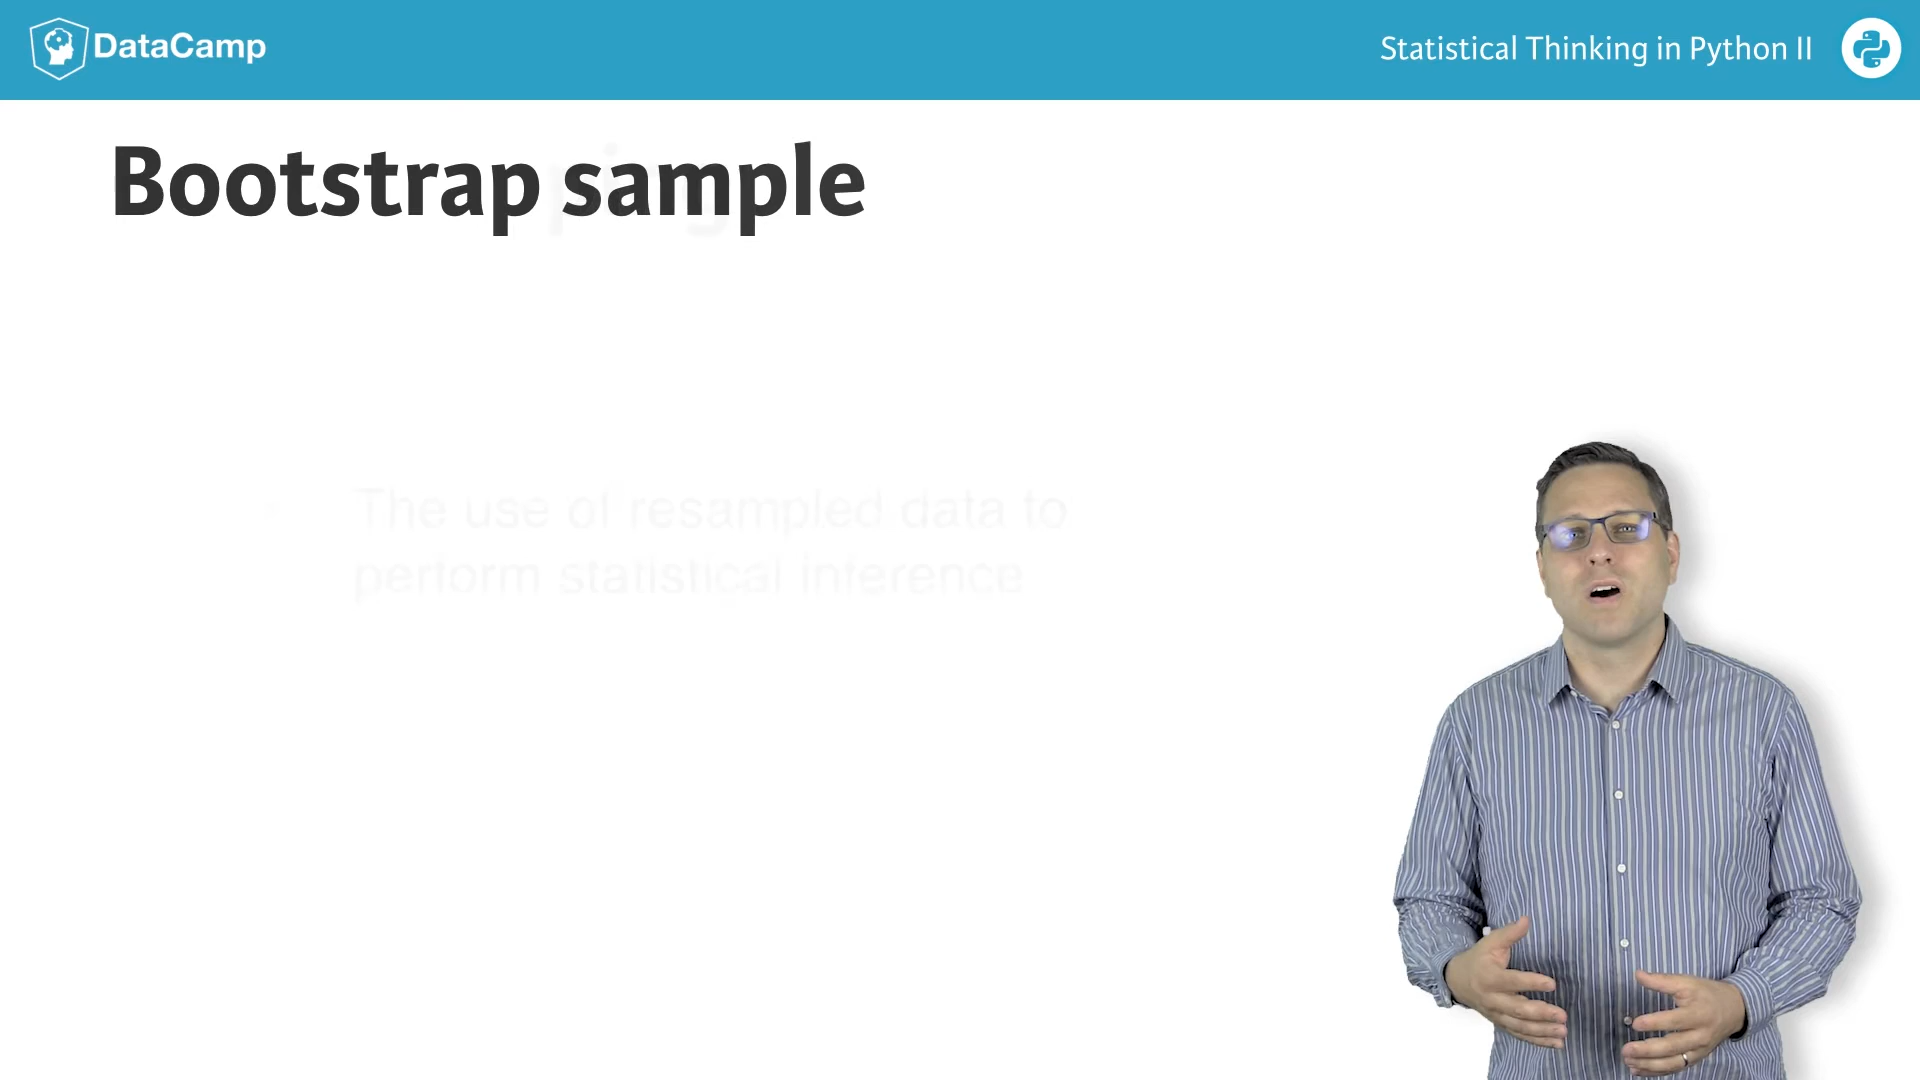 DataCamp
Statistical Thinking in Python II
Bootstrap sample
The use of resampled data to
perform statistical inference